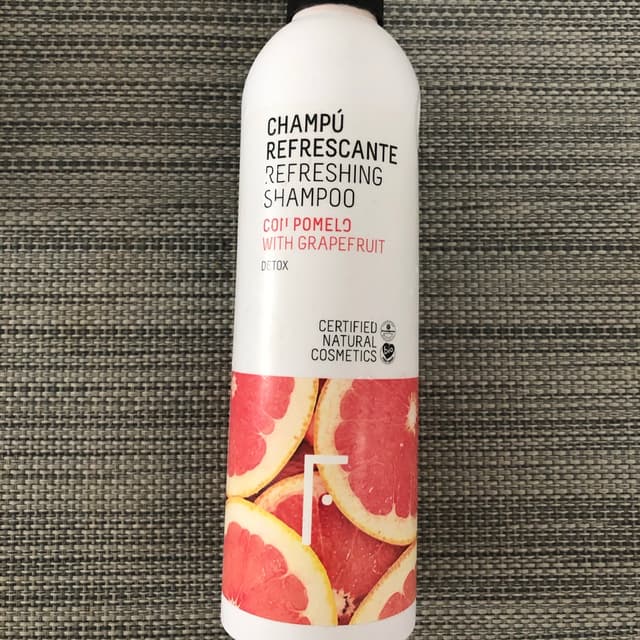 CHAMPÚ
REFRESCANTE
REFRESHING
SHAMPOO
CON POMELO
WITH GRAPEFRUIT
DETOX
CERTIFIED
NATURAL
COSMETICS